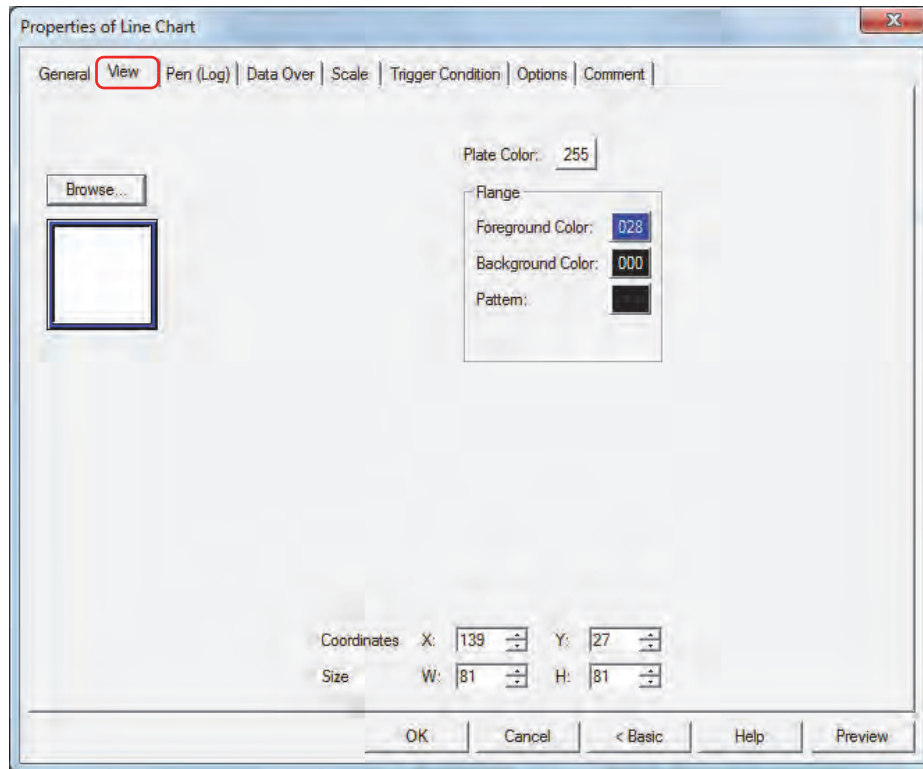 Properties of Line Chart
General View Pen (Log) Data Over Scale Trigger Condition Options Comment
Plate Color: 255
Browse...
Flange
Foreground Color: 028
Background Color: 000
Pattern:
Coordinates X: 139 Y: 27
Size W: 81 H: 81
OK Cancel < Basic Help Preview